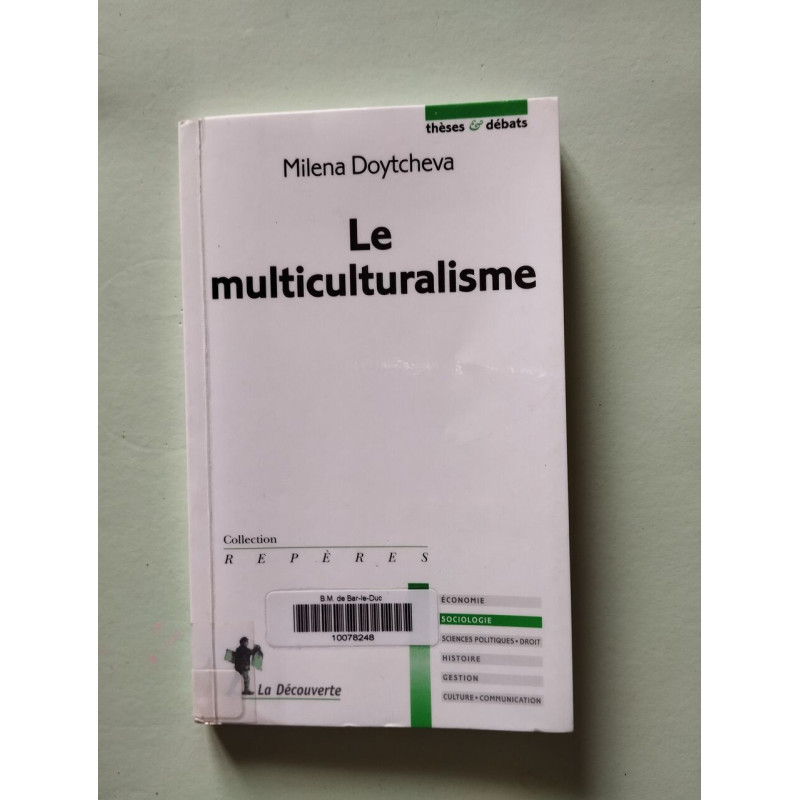 thèses & débats
Milena Doytcheva
Le
multiculturalisme
Collection
REPÈRES
B.M. de Bar-le-Duc
10078248
La Découverte
ÉCONOMIE
SOCIOLOGIE
SCIENCES POLITIQUES • DROIT
HISTOIRE
GESTION
CULTURE • COMMUNICATION